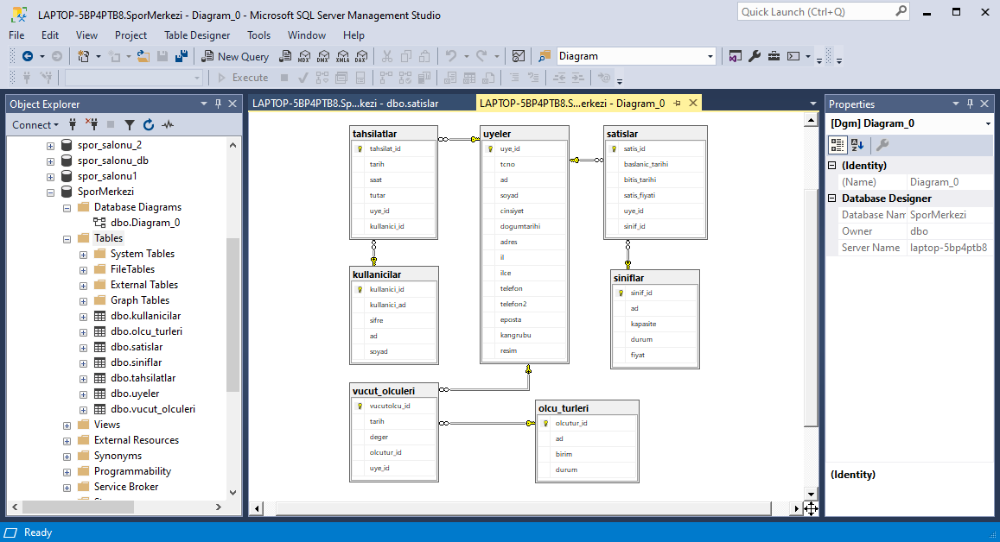 LAPTOP-5BP4PTB8.SporMerkezi - Diagram_0 - Microsoft SQL Server Management Studio
Quick Launch (Ctrl+Q)
File Edit View Project Table Designer Tools Window Help
New Query MDX DMX XMLA DAX Diagram
Execute
Object Explorer
Connect
spor_salonu_2
spor_salonu_db
spor_salonu1
SporMerkezi
Database Diagrams
dbo.Diagram_0
Tables
System Tables
FileTables
External Tables
Graph Tables
dbo.kullanicilar
dbo.olcu_turleri
dbo.satislar
dbo.siniflar
dbo.tahsilatlar
dbo.uyeler
dbo.vucut_olculeri
Views
External Resources
Synonyms
Programmability
Service Broker
LAPTOP-5BP4PTB8.Sp...kezi - dbo.satislar
LAPTOP-5BP4PTB8.S...erkezi - Diagram_0
tahsilatlar
tahsilat_id
tarih
saat
tutar
uye_id
kullanici_id
uyeler
uye_id
tcno
ad
soyad
cinsiyet
dogumtarihi
adres
il
ilce
telefon
telefon2
eposta
kangrubu
resim
satislar
satis_id
baslanic_tarihi
bitis_tarihi
satis_fiyati
uye_id
sinif_id
kullanicilar
kullanici_id
kullanici_ad
sifre
ad
soyad
siniflar
sinif_id
ad
kapasite
durum
fiyat
vucut_olculeri
vucutolcu_id
tarih
deger
olcutur_id
uye_id
olcu_turleri
olcutur_id
ad
birim
durum
Properties
[Dgm] Diagram_0
(Identity)
(Name) Diagram_0
Database Designer
Database Nam SporMerkezi
Owner dbo
Server Name laptop-5bp4ptb8
(Identity)
Ready